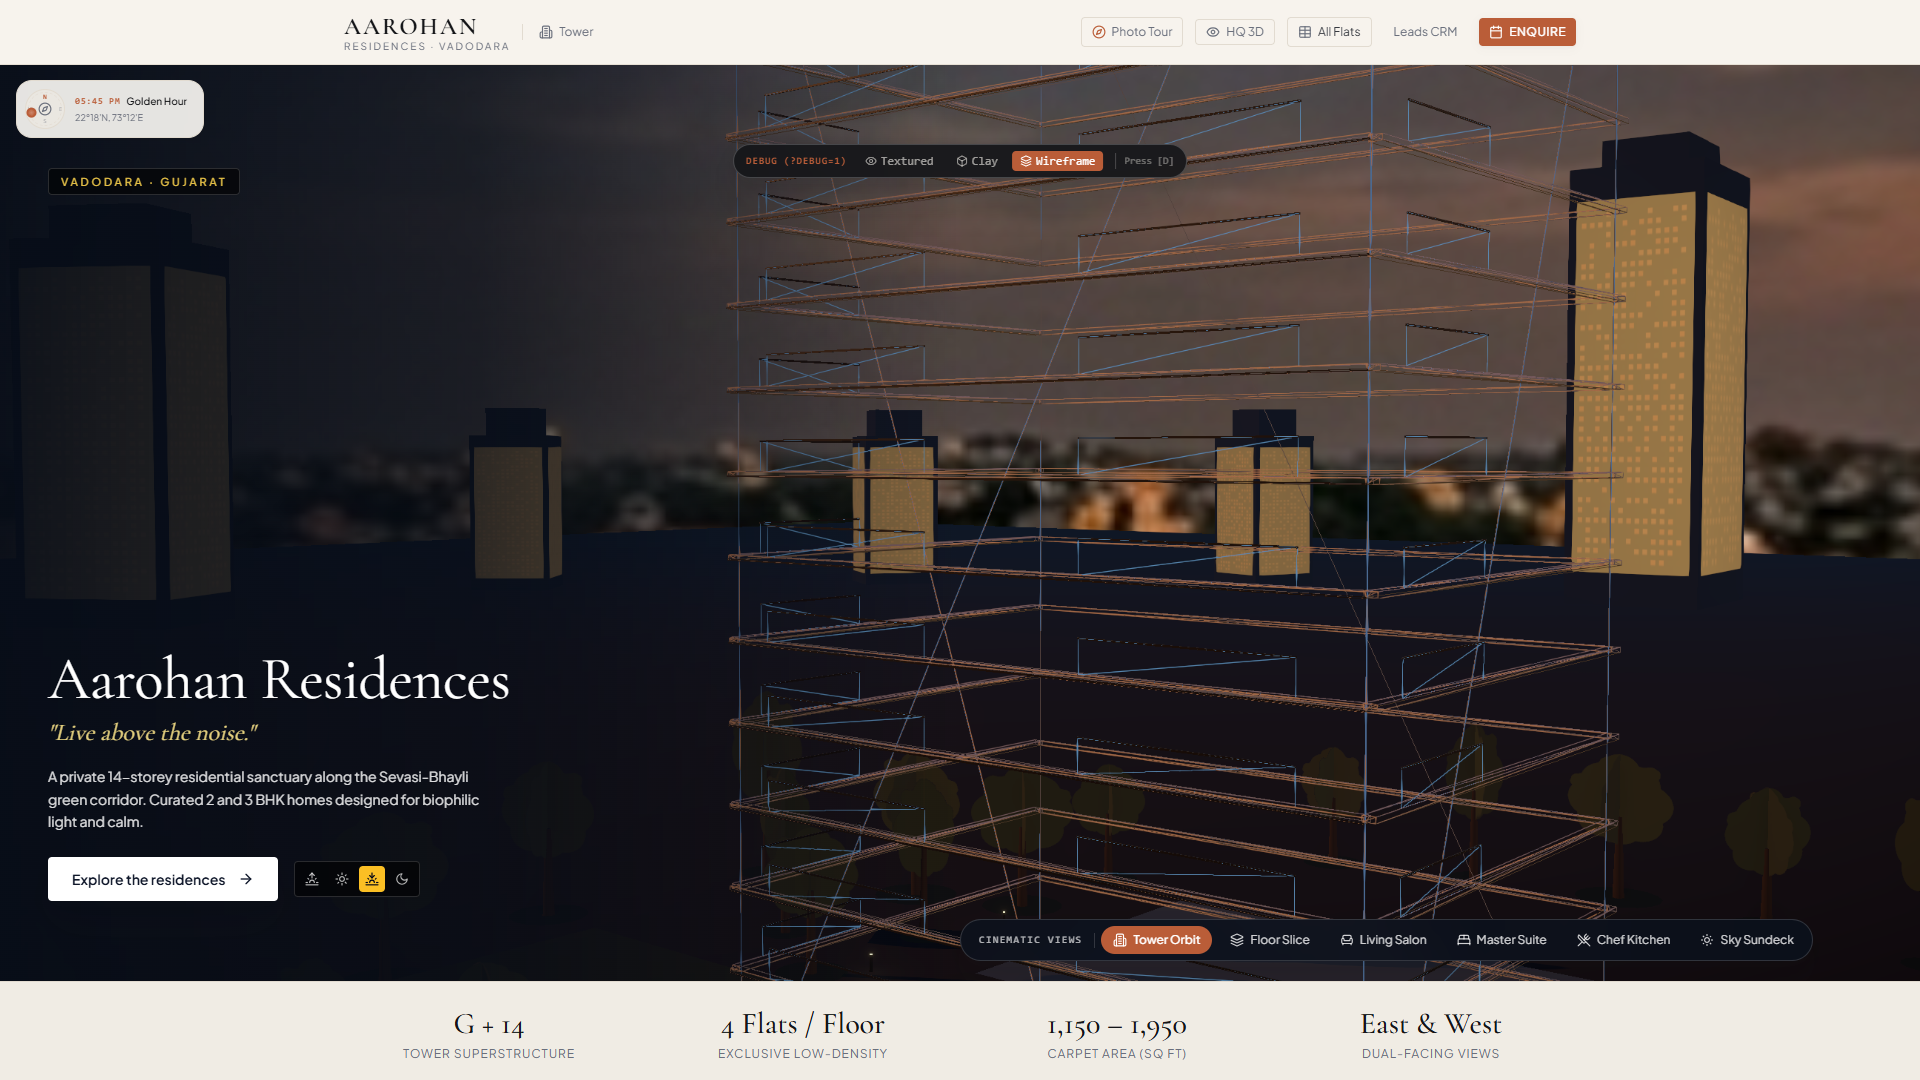 AAROHAN
RESIDENCES · VADODARA
Tower
Photo Tour
HQ 3D
All Flats
Leads CRM
ENQUIRE
N
05:45 PM Golden Hour
22°18'N, 73°12'E
S
DEBUG (?DEBUG=1)
Textured
Clay
Wireframe
Press [D]
VADODARA · GUJARAT
Aarohan Residences
"Live above the noise."
A private 14-storey residential sanctuary along the Sevasi-Bhayli
green corridor. Curated 2 and 3 BHK homes designed for biophilic
light and calm.
Explore the residences
CINEMATIC VIEWS
Tower Orbit
Floor Slice
Living Salon
Master Suite
Chef Kitchen
Sky Sundeck
G + 14
TOWER SUPERSTRUCTURE
4 Flats / Floor
EXCLUSIVE LOW-DENSITY
1,150 – 1,950
CARPET AREA (SQ FT)
East & West
DUAL-FACING VIEWS